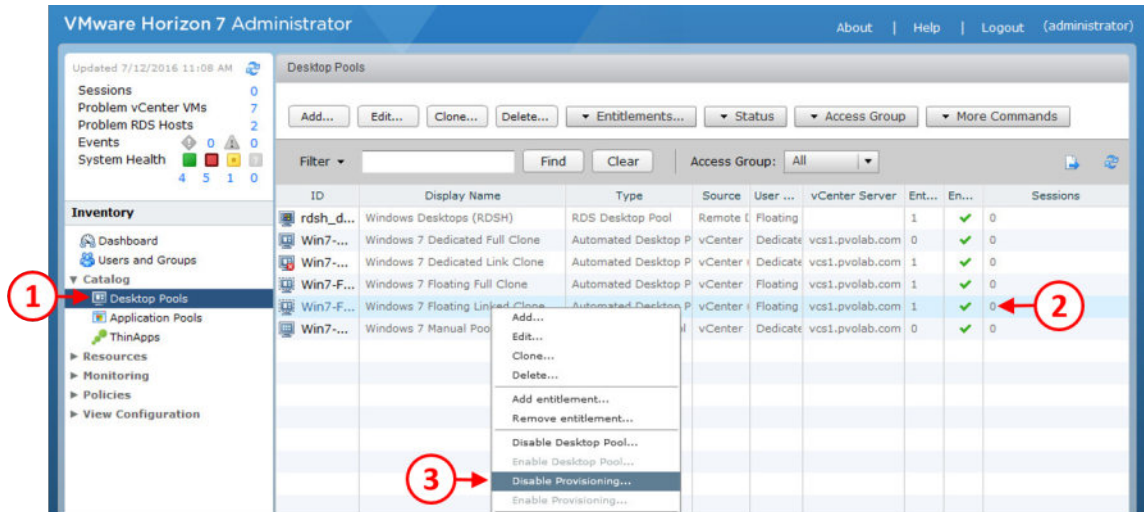 VMware Horizon 7 Administrator
About | Help | Logout (administrator)
Updated 7/12/2016 11:08 AM
Sessions 0
Problem vCenter VMs 7
Problem RDS Hosts 2
Events 0 0
System Health
4 5 1 0
Inventory
Dashboard
Users and Groups
Catalog
Desktop Pools
Application Pools
ThinApps
Resources
Monitoring
Policies
View Configuration
1
Desktop Pools
Add... Edit... Clone... Delete... Entitlements... Status Access Group More Commands
Filter Find Clear Access Group: All
ID Display Name Type Source User ... vCenter Server Ent... En... Sessions
rdsh_d... Windows Desktops (RDSH) RDS Desktop Pool Remote Floating 1 0
Win7-... Windows 7 Dedicated Full Clone Automated Desktop P vCenter Dedicate vcs1.pvolab.com 0 0
Win7-... Windows 7 Dedicated Link Clone Automated Desktop P vCenter Dedicate vcs1.pvolab.com 1 0
Win7-F... Windows 7 Floating Full Clone Automated Desktop P vCenter Floating vcs1.pvolab.com 1 0
Win7-F... Windows 7 Floating Linked Clone Automated Desktop P vCenter Floating vcs1.pvolab.com 1 0
2
Win7-... Windows 7 Manual Poo vCenter Dedicate vcs1.pvolab.com 0 0
Add...
Edit...
Clone...
Delete...
Add entitlement...
Remove entitlement...
Disable Desktop Pool...
Enable Desktop Pool...
3
Disable Provisioning...
Enable Provisioning...